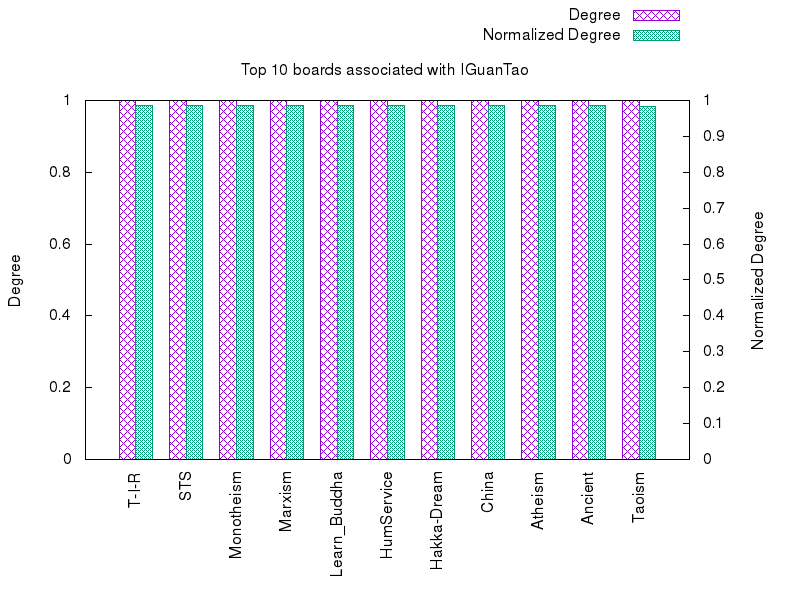 Degree
Normalized Degree
Top 10 boards associated with IGuanTao
1
0.8
0.6
0.4
0.2
0
1
0.9
0.8
0.7
0.6
0.5
0.4
0.3
0.2
0.1
0
Degree
Normalized Degree
T-I-R
STS
Monotheism
Marxism
Learn_Buddha
HumService
Hakka-Dream
China
Atheism
Ancient
Taoism